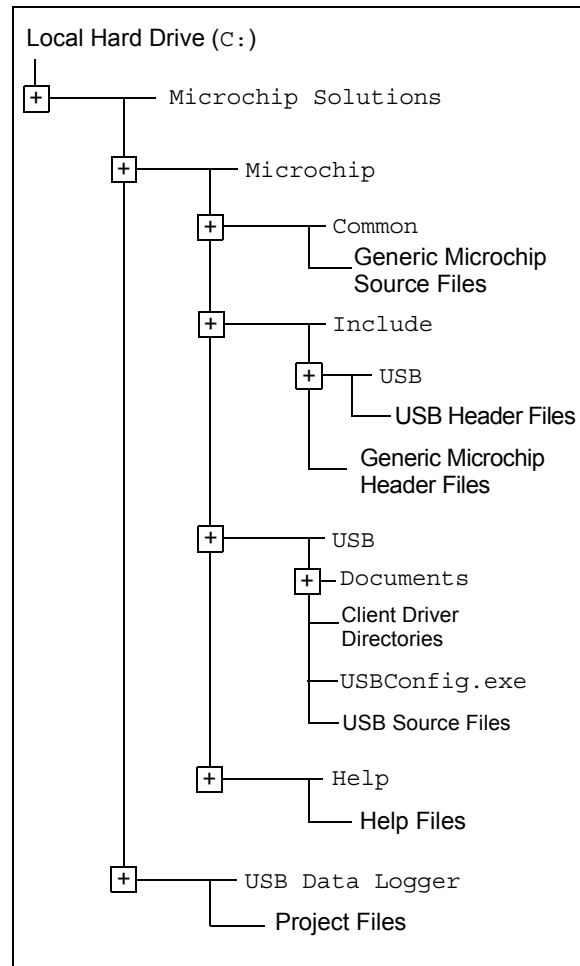 Local Hard Drive (C:)
Microchip Solutions
Microchip
Common
Generic Microchip
Source Files
Include
USB
USB Header Files
Generic Microchip
Header Files
USB
Documents
Client Driver
Directories
USBConfig.exe
USB Source Files
Help
Help Files
USB Data Logger
Project Files